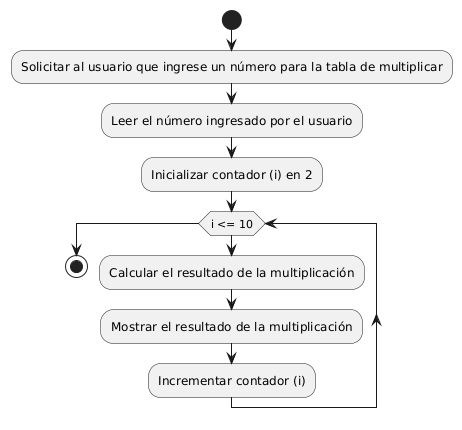 Solicitar al usuario que ingrese un número para la tabla de multiplicar
Leer el número ingresado por el usuario
Inicializar contador (i) en 2
i <= 10
Calcular el resultado de la multiplicación
Mostrar el resultado de la multiplicación
Incrementar contador (i)